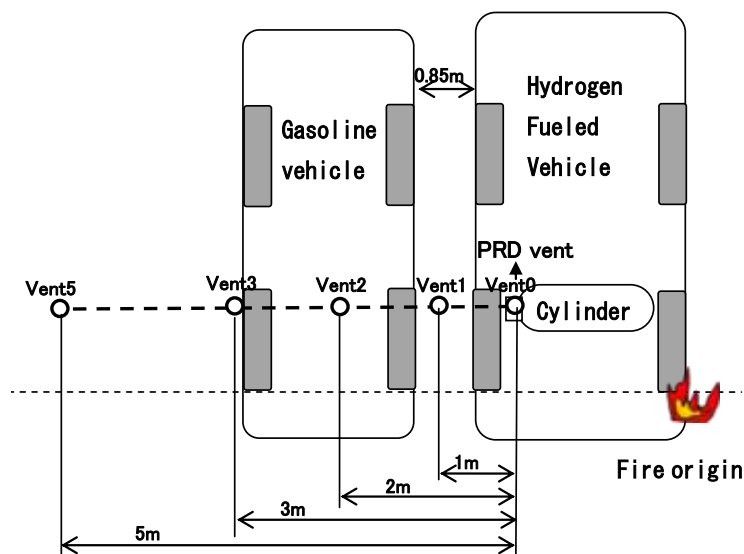 0.85m
Hydrogen
Fueled
Vehicle
Gasoline
vehicle
PRD vent
Vent5
Vent3
Vent2
Vent1
Vent0
Cylinder
1m
Fire origin
2m
3m
5m